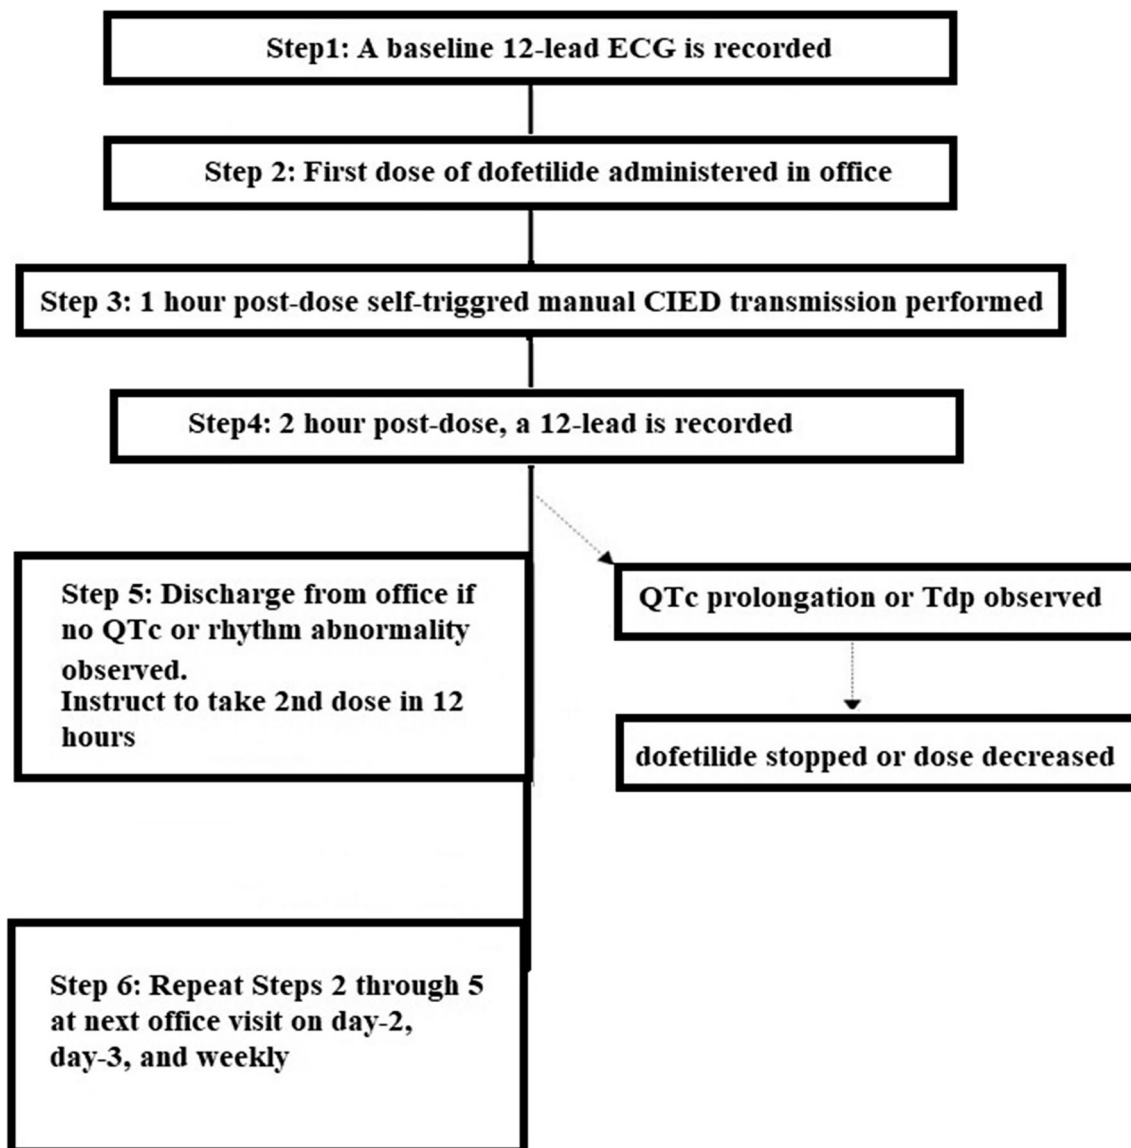 Step1: A baseline 12-lead ECG is recorded
Step 2: First dose of dofetilide administered in office
Step 3: 1 hour post-dose self-triggred manual CIED transmission performed
Step4: 2 hour post-dose, a 12-lead is recorded
Step 5: Discharge from office if
no QTc or rhythm abnormality
observed.
Instruct to take 2nd dose in 12
hours
QTc prolongation or Tdp observed
dofetilide stopped or dose decreased
Step 6: Repeat Steps 2 through 5
at next office visit on day-2,
day-3, and weekly